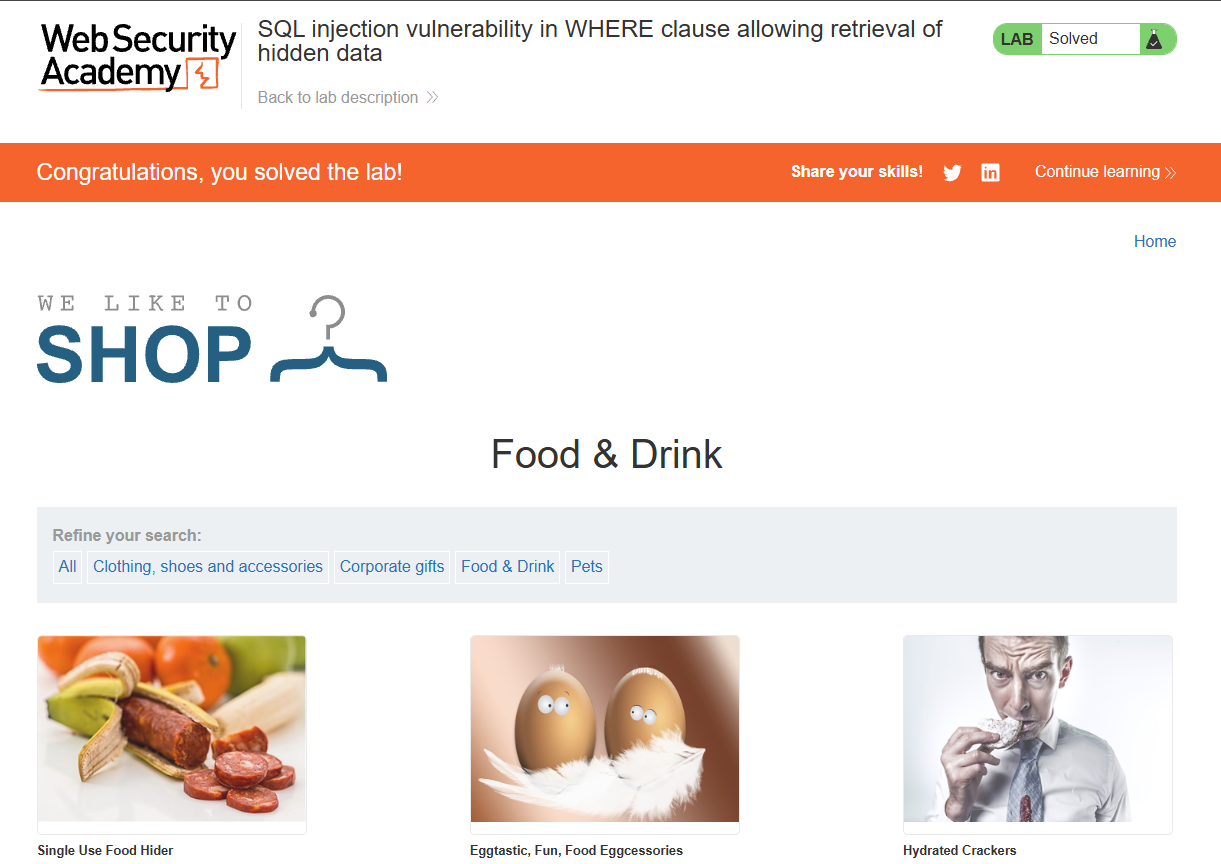 Web Security
Academy
SQL injection vulnerability in WHERE clause allowing retrieval of
hidden data
Back to lab description
LAB Solved
Congratulations, you solved the lab!
Share your skills!
Continue learning
Home
WE LIKE TO
SHOP
Food & Drink
Refine your search:
All Clothing, shoes and accessories Corporate gifts Food & Drink Pets
Single Use Food Hider Eggtastic, Fun, Food Eggcessories Hydrated Crackers